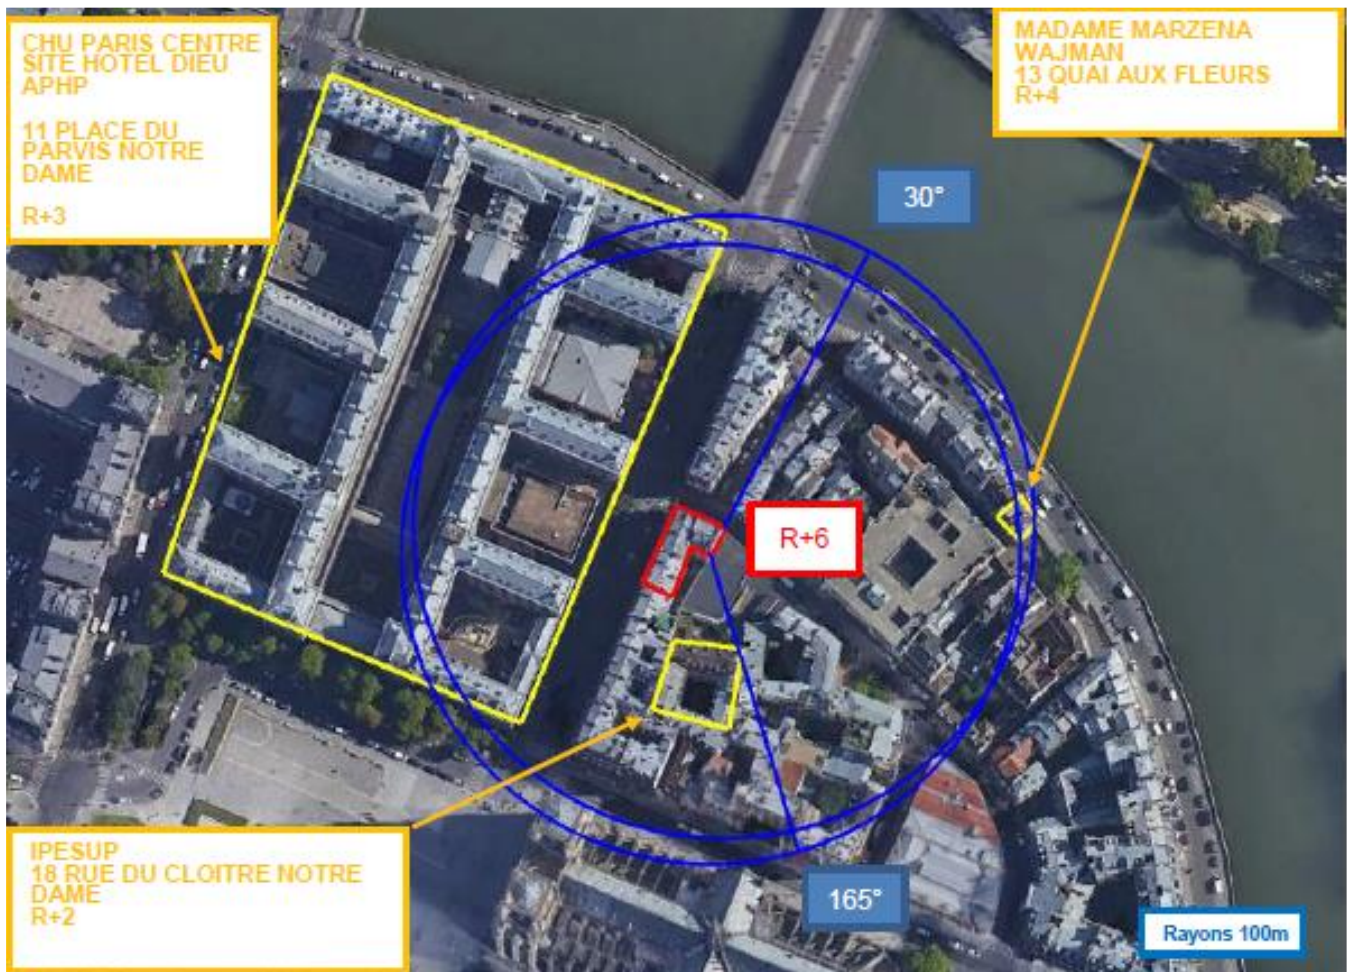 CHU PARIS CENTRE
SITE HOTEL DIEU
APHP
11 PLACE DU
PARVIS NOTRE
DAME
R+3
MADAME MARZENA
WAJMAN
13 QUAI AUX FLEURS
R+4
30°
R+6
IPESUP
18 RUE DU CLOITRE NOTRE
DAME
R+2
165°
Rayons 100m